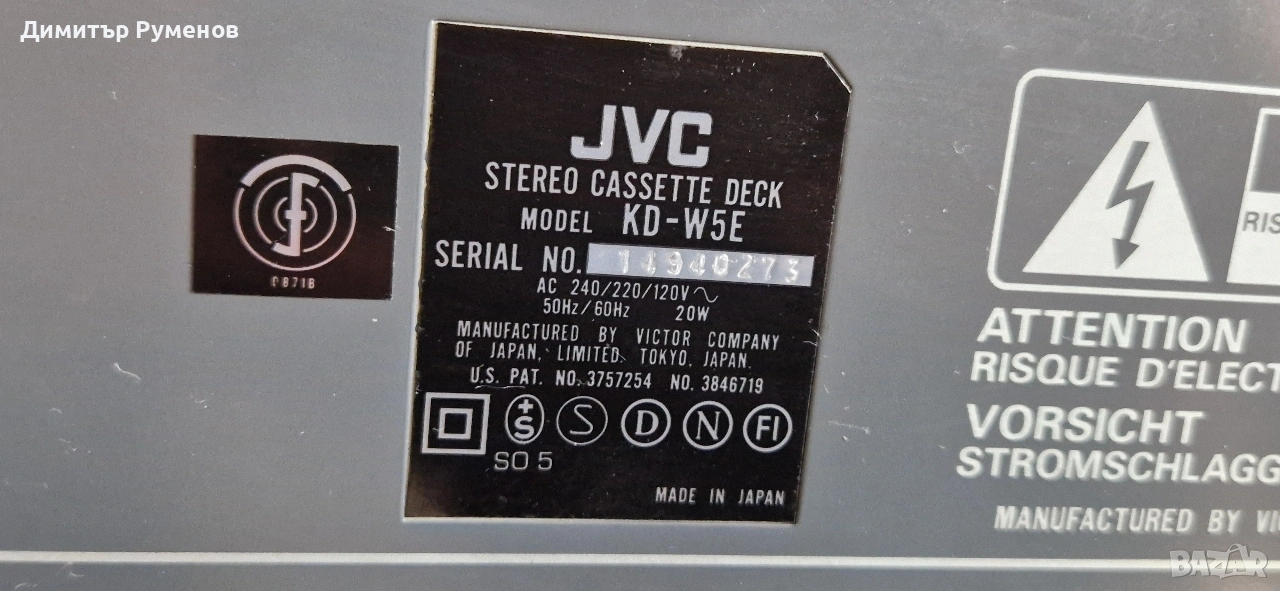 Димитър Руменов
JVC
STEREO CASSETTE DECK
MODEL KD-W5E
SERIAL NO. 14940273
AC 240/220/120V
50Hz/60Hz 20W
MANUFACTURED BY VICTOR COMPANY
OF JAPAN, LIMITED TOKYO, JAPAN.
U.S. PAT. NO. 3757254 NO. 3846719
S S D N FI
SO 5
MADE IN JAPAN
RIS
ATTENTION
RISQUE D'ELECT
VORSICHT
STROMSCHLAGG
MANUFACTURED BY VI
BAZAR